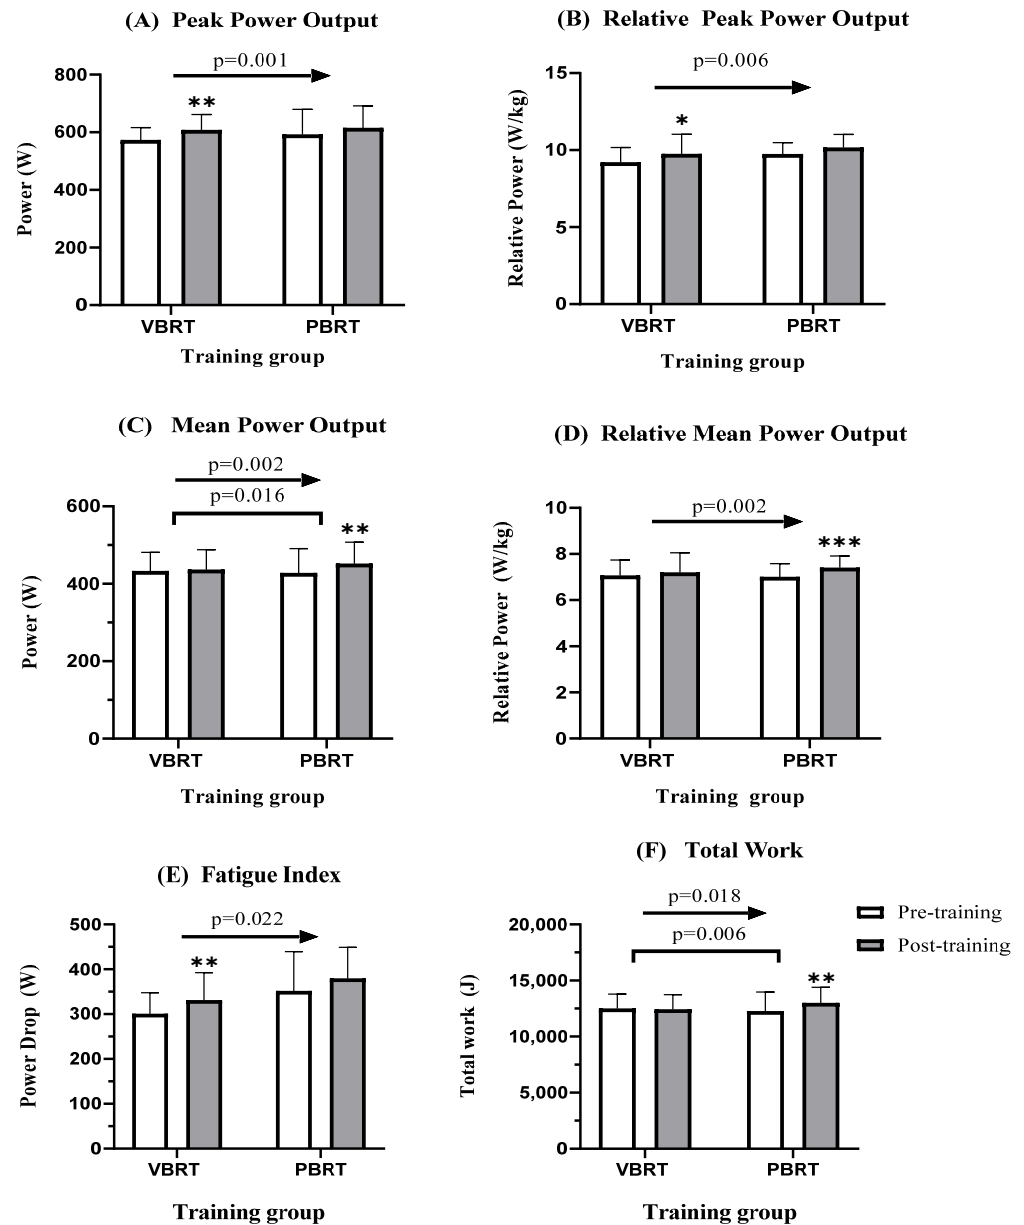 (A) Peak Power Output
p=0.001
**
800
600
400
200
0
Power (W)
VBRT PBRT
Training group
(B) Relative Peak Power Output
p=0.006
*
15
10
5
0
Relative Power (W/kg)
VBRT PBRT
Training group
(C) Mean Power Output
p=0.002
p=0.016
**
600
400
200
0
Power (W)
VBRT PBRT
Training group
(D) Relative Mean Power Output
p=0.002
***
10
8
6
4
2
0
Relative Power (W/kg)
VBRT PBRT
Training group
(E) Fatigue Index
p=0.022
**
500
400
300
200
100
0
Power Drop (W)
VBRT PBRT
Training group
(F) Total Work
p=0.018
p=0.006
**
20,000
15,000
10,000
5,000
0
Total work (J)
VBRT PBRT
Training group
Pre-training
Post-training